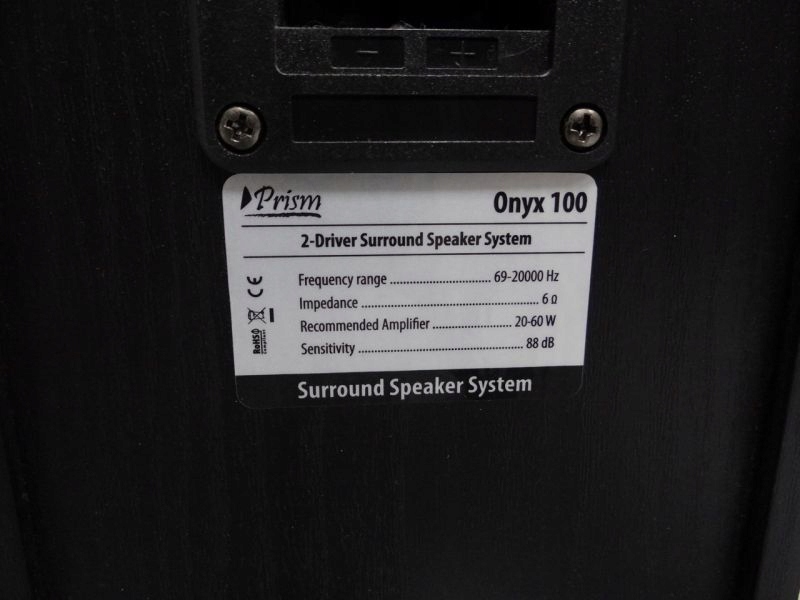 − +
Prism Onyx 100
2-Driver Surround Speaker System
CE
Frequency range .............................. 69-20000 Hz
Impedance ..................................................... 6 Ω
Recommended Amplifier ........................ 20-60 W
Sensitivity .................................................. 88 dB
RoHS
compliant
Surround Speaker System